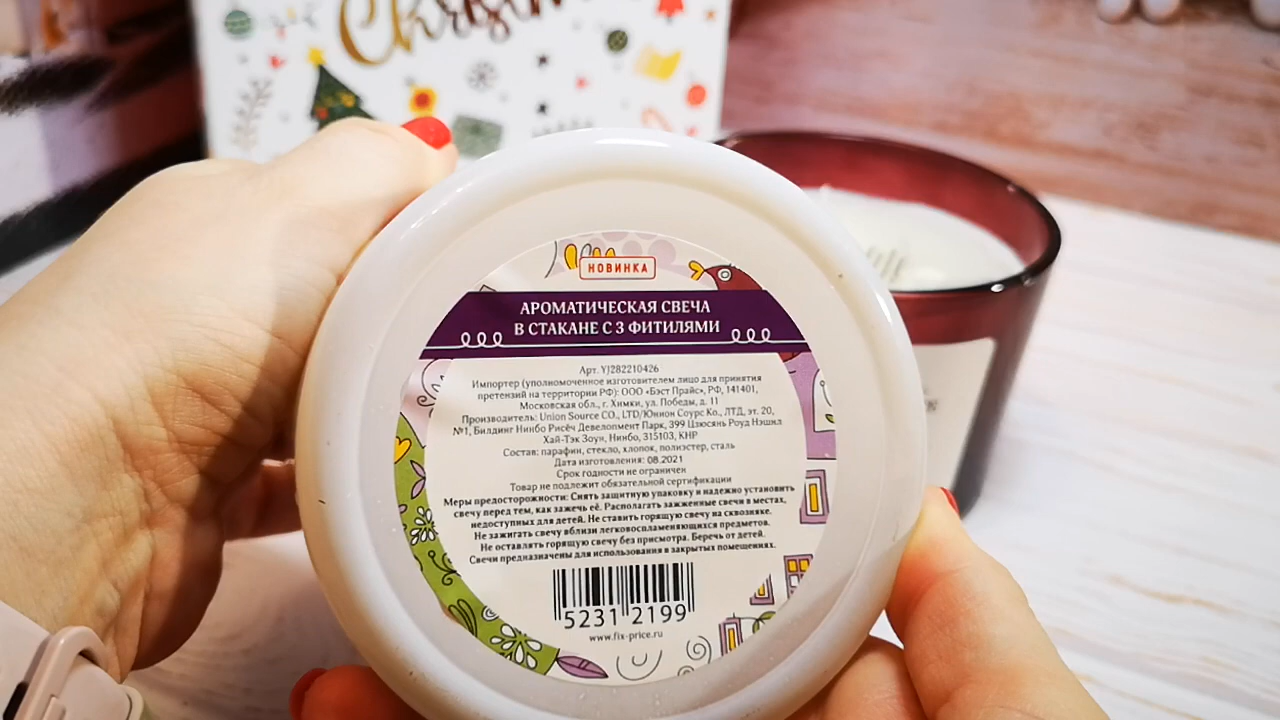 Christmas
НОВИНКА
АРОМАТИЧЕСКАЯ СВЕЧА
В СТАКАНЕ С 3 ФИТИЛЯМИ
Арт. YJ282210426
Импортер (уполномоченное изготовителем лицо для принятия
претензий на территории РФ): ООО «Бэст Прайс», РФ, 141401,
Московская обл., г. Химки, ул. Победы, д. 11
Производитель: Union Source CO., LTD/Юнион Соурс Ко., ЛТД, эт. 20,
№1, Билдинг Нинбо Рисёч Девелопмент Парк, 399 Цзюсянь Роуд Нэшнл
Хай-Тэк Зоун, Нинбо, 315103, КНР
Состав: парафин, стекло, хлопок, полиэстер, сталь
Дата изготовления: 08.2021
Срок годности не ограничен
Товар не подлежит обязательной сертификации
Меры предосторожности: Снять защитную упаковку и надежно установить
свечу перед тем, как зажечь её. Располагать зажженные свечи в местах,
недоступных для детей. Не ставить горящую свечу на сквозняке.
Не зажигать свечу вблизи легковоспламеняющихся предметов.
Не оставлять горящую свечу без присмотра. Беречь от детей.
Свечи предназначены для использования в закрытых помещениях.
5231 2199
www.fix-price.ru